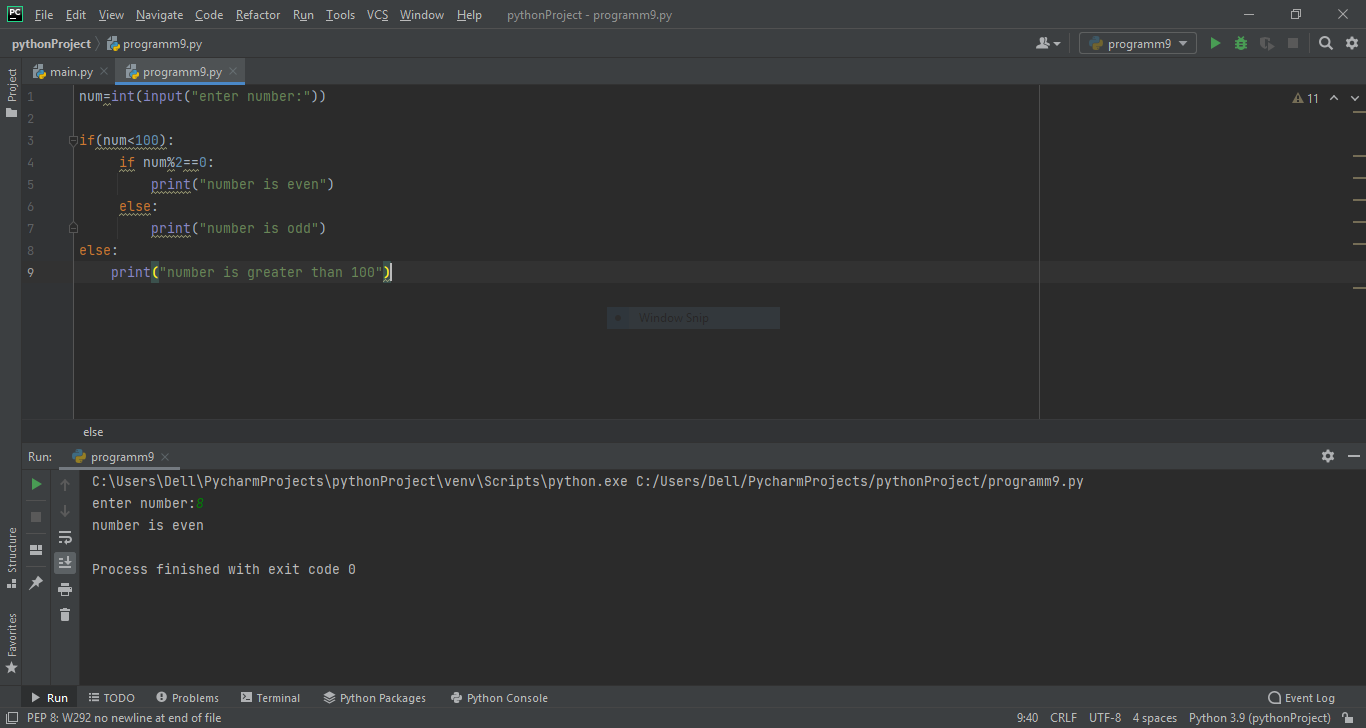 PC File Edit View Navigate Code Refactor Run Tools VCS Window Help pythonProject - programm9.py
pythonProject programm9.py programm9
Project
main.py programm9.py
1 num=int(input("enter number:")) 11
2
3 if(num<100):
4 if num%2==0:
5 print("number is even")
6 else:
7 print("number is odd")
8 else:
9 print("number is greater than 100")
Window Snip
else
Run: programm9
C:\Users\Dell\PycharmProjects\pythonProject\venv\Scripts\python.exe C:/Users/Dell/PycharmProjects/pythonProject/programm9.py
enter number:8
number is even
Process finished with exit code 0
Structure
Favorites
Run TODO Problems Terminal Python Packages Python Console Event Log
PEP 8: W292 no newline at end of file 9:40 CRLF UTF-8 4 spaces Python 3.9 (pythonProject)